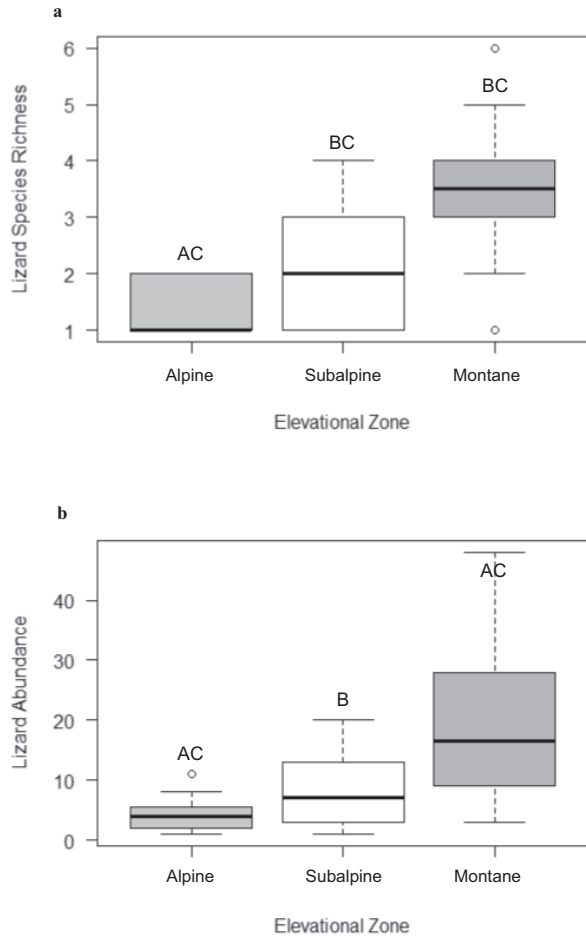 a
Lizard Species Richness
6
5
4
3
2
1
AC
BC
BC
Alpine Subalpine Montane
Elevational Zone
b
Lizard Abundance
40
30
20
10
0
AC
B
AC
Alpine Subalpine Montane
Elevational Zone